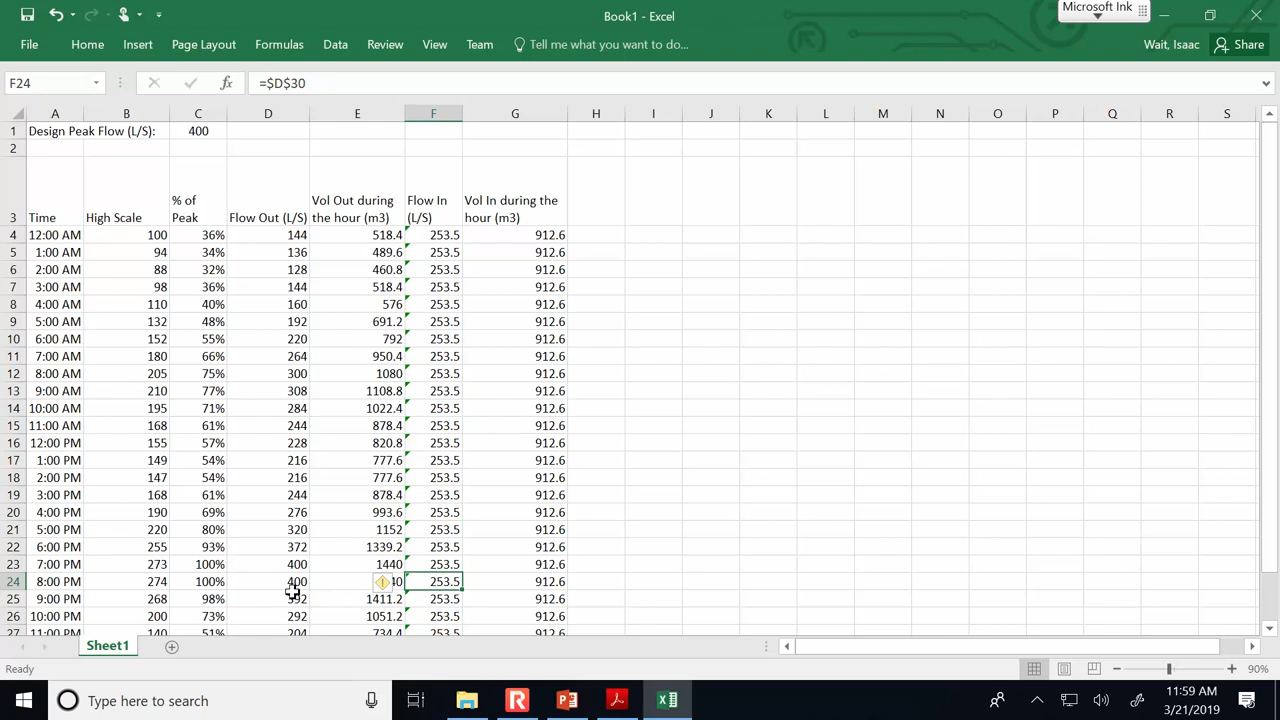 Book1 - Excel
Microsoft Ink
File Home Insert Page Layout Formulas Data Review View Team Tell me what you want to do... Wait, Isaac Share
F24 fx =$D$30
A B C D E F G H I J K L M N O P Q R S
1 Design Peak Flow (L/S): 400
2
% of Vol Out during Flow In Vol In during the
3 Time High Scale Peak Flow Out (L/S) the hour (m3) (L/S) hour (m3)
4 12:00 AM 100 36% 144 518.4 253.5 912.6
5 1:00 AM 94 34% 136 489.6 253.5 912.6
6 2:00 AM 88 32% 128 460.8 253.5 912.6
7 3:00 AM 98 36% 144 518.4 253.5 912.6
8 4:00 AM 110 40% 160 576 253.5 912.6
9 5:00 AM 132 48% 192 691.2 253.5 912.6
10 6:00 AM 152 55% 220 792 253.5 912.6
11 7:00 AM 180 66% 264 950.4 253.5 912.6
12 8:00 AM 205 75% 300 1080 253.5 912.6
13 9:00 AM 210 77% 308 1108.8 253.5 912.6
14 10:00 AM 195 71% 284 1022.4 253.5 912.6
15 11:00 AM 168 61% 244 878.4 253.5 912.6
16 12:00 PM 155 57% 228 820.8 253.5 912.6
17 1:00 PM 149 54% 216 777.6 253.5 912.6
18 2:00 PM 147 54% 216 777.6 253.5 912.6
19 3:00 PM 168 61% 244 878.4 253.5 912.6
20 4:00 PM 190 69% 276 993.6 253.5 912.6
21 5:00 PM 220 80% 320 1152 253.5 912.6
22 6:00 PM 255 93% 372 1339.2 253.5 912.6
23 7:00 PM 273 100% 400 1440 253.5 912.6
24 8:00 PM 274 100% 400 40 253.5 912.6
25 9:00 PM 268 98% 392 1411.2 253.5 912.6
26 10:00 PM 200 73% 292 1051.2 253.5 912.6
27 11:00 PM 140 51% 204 734.4 253.5 912.6
Sheet1
Ready 90%
Type here to search
11:59 AM
3/21/2019